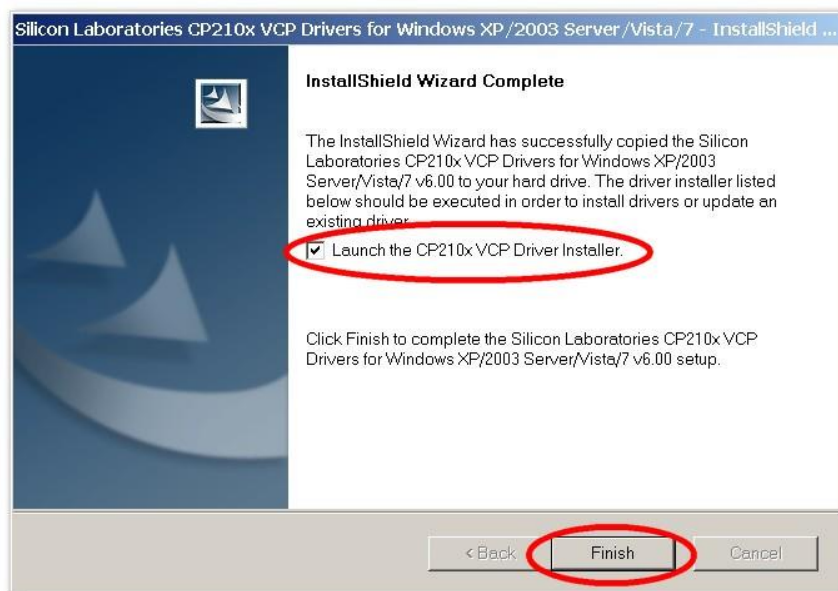 Silicon Laboratories CP210x VCP Drivers for Windows XP/2003 Server/Vista/7 - InstallShield ...
InstallShield Wizard Complete
The InstallShield Wizard has successfully copied the Silicon
Laboratories CP210x VCP Drivers for Windows XP/2003
Server/Vista/7 v6.00 to your hard drive. The driver installer listed
below should be executed in order to install drivers or update an
existing driver.
Launch the CP210x VCP Driver Installer.
Click Finish to complete the Silicon Laboratories CP210x VCP
Drivers for Windows XP/2003 Server/Vista/7 v6.00 setup.
< Back Finish Cancel